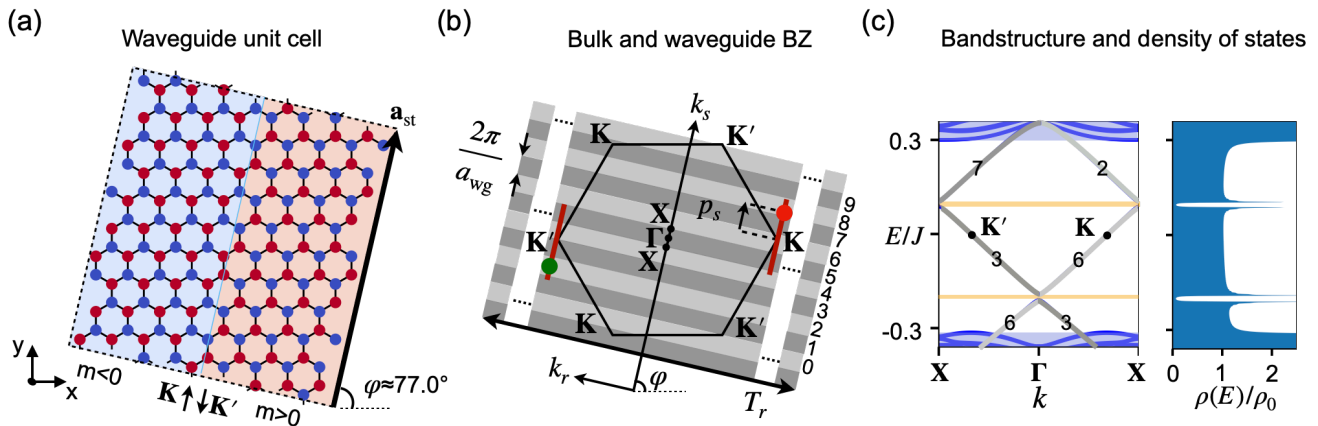 (a)
Waveguide unit cell
a_st
y
x
m<0
K
K′
m>0
φ≈77.0°
(b)
Bulk and waveguide BZ
k_s
2π
a_wg
K
K′
X
Γ
X
p_s
K′
K
K
K′
k_r
φ
T_r
9
8
7
6
5
4
3
2
1
0
(c)
Bandstructure and density of states
0.3
E/J
-0.3
7
2
K′
K
3
6
6
3
X
Γ
X
k
0
1
2
ρ(E)/ρ₀